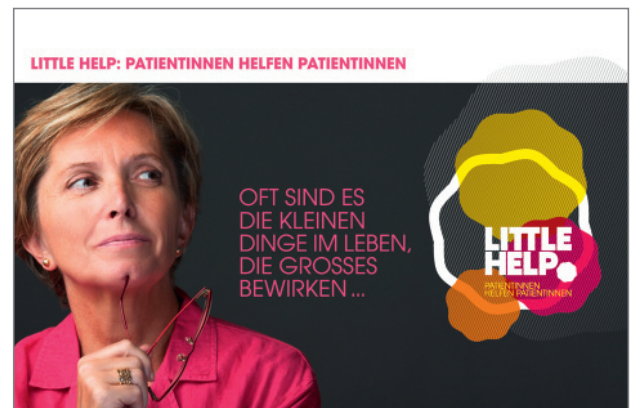 LITTLE HELP: PATIENTINNEN HELFEN PATIENTINNEN
OFT SIND ES
DIE KLEINEN
DINGE IM LEBEN,
DIE GROSSES
BEWIRKEN ...
LITTLE
HELP.
PATIENTINNEN
HELFEN PATIENTINNEN